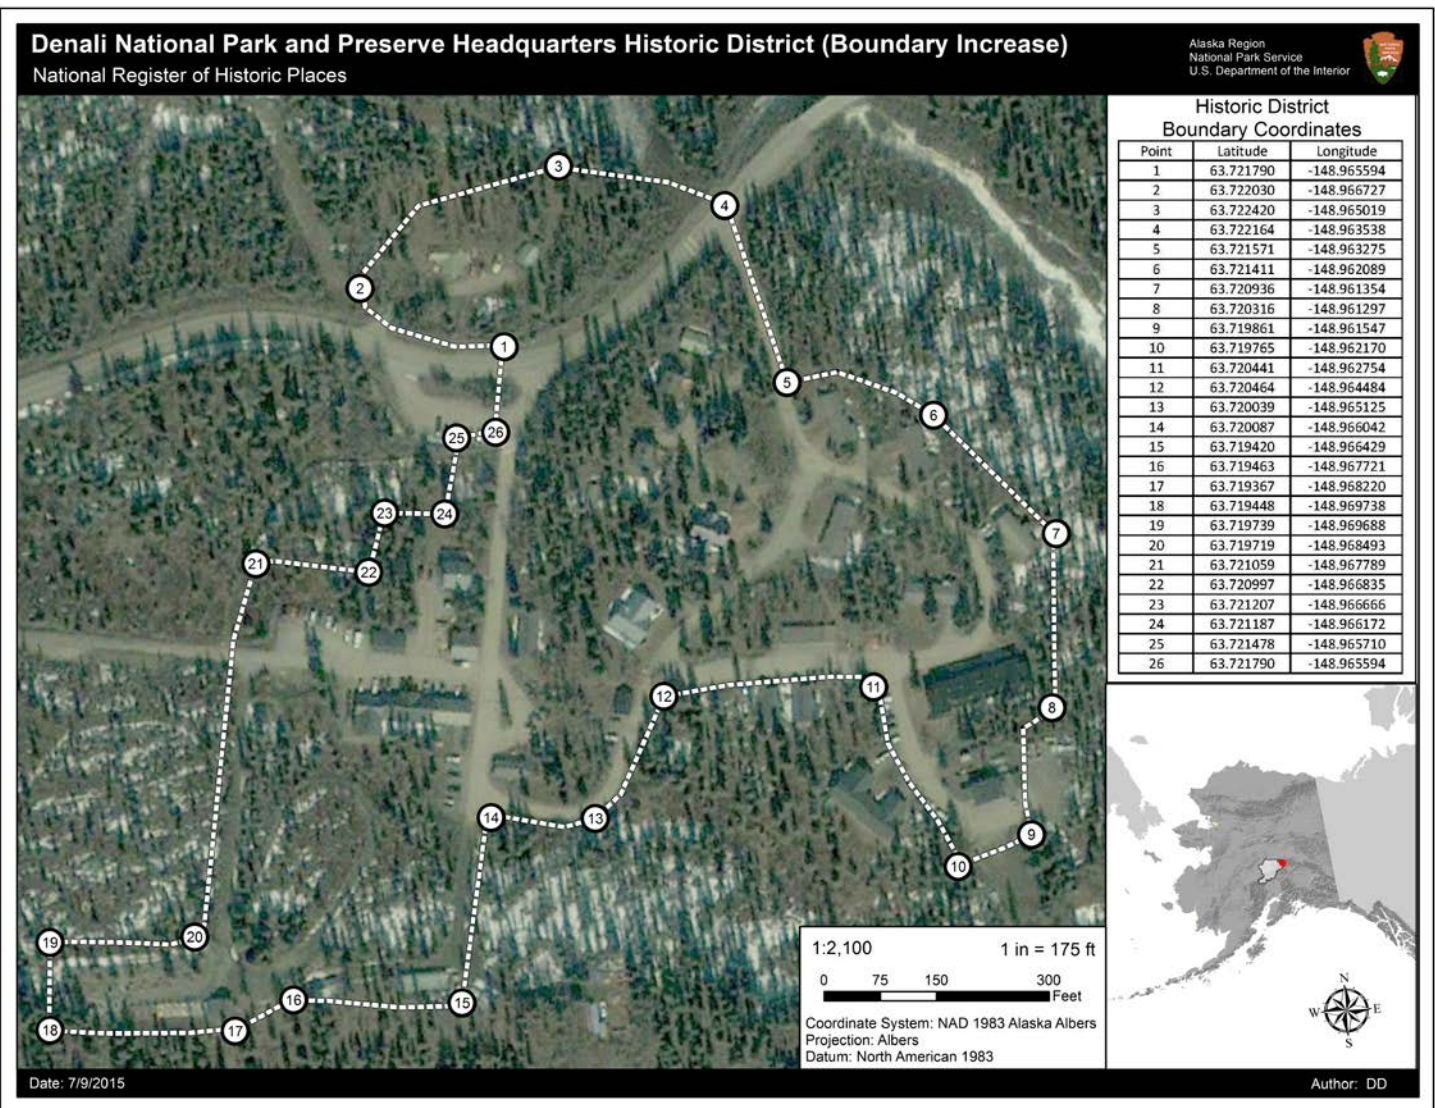 Denali National Park and Preserve Headquarters Historic District (Boundary Increase)
National Register of Historic Places
Alaska Region
National Park Service
U.S. Department of the Interior
Historic District
Boundary Coordinates
Point Latitude Longitude
1 63.721790 -148.965594
2 63.722030 -148.966727
3 63.722420 -148.965019
4 63.722164 -148.963538
5 63.721571 -148.963275
6 63.721411 -148.962089
7 63.720936 -148.961354
8 63.720316 -148.961297
9 63.719861 -148.961547
10 63.719765 -148.962170
11 63.720441 -148.962754
12 63.720464 -148.964484
13 63.720039 -148.965125
14 63.720087 -148.966042
15 63.719420 -148.966429
16 63.719463 -148.967721
17 63.719367 -148.968220
18 63.719448 -148.969738
19 63.719739 -148.969688
20 63.719719 -148.968493
21 63.721059 -148.967789
22 63.720997 -148.966835
23 63.721207 -148.966666
24 63.721187 -148.966172
25 63.721478 -148.965710
26 63.721790 -148.965594
3
4
2
1
5
6
26
25
23
24
7
21
22
11
12
8
14
13
9
10
20
19
16
15
18
17
1:2,100 1 in = 175 ft
0 75 150 300
Feet
Coordinate System: NAD 1983 Alaska Albers
Projection: Albers
Datum: North American 1983
N
W
E
S
Date: 7/9/2015
Author: DD